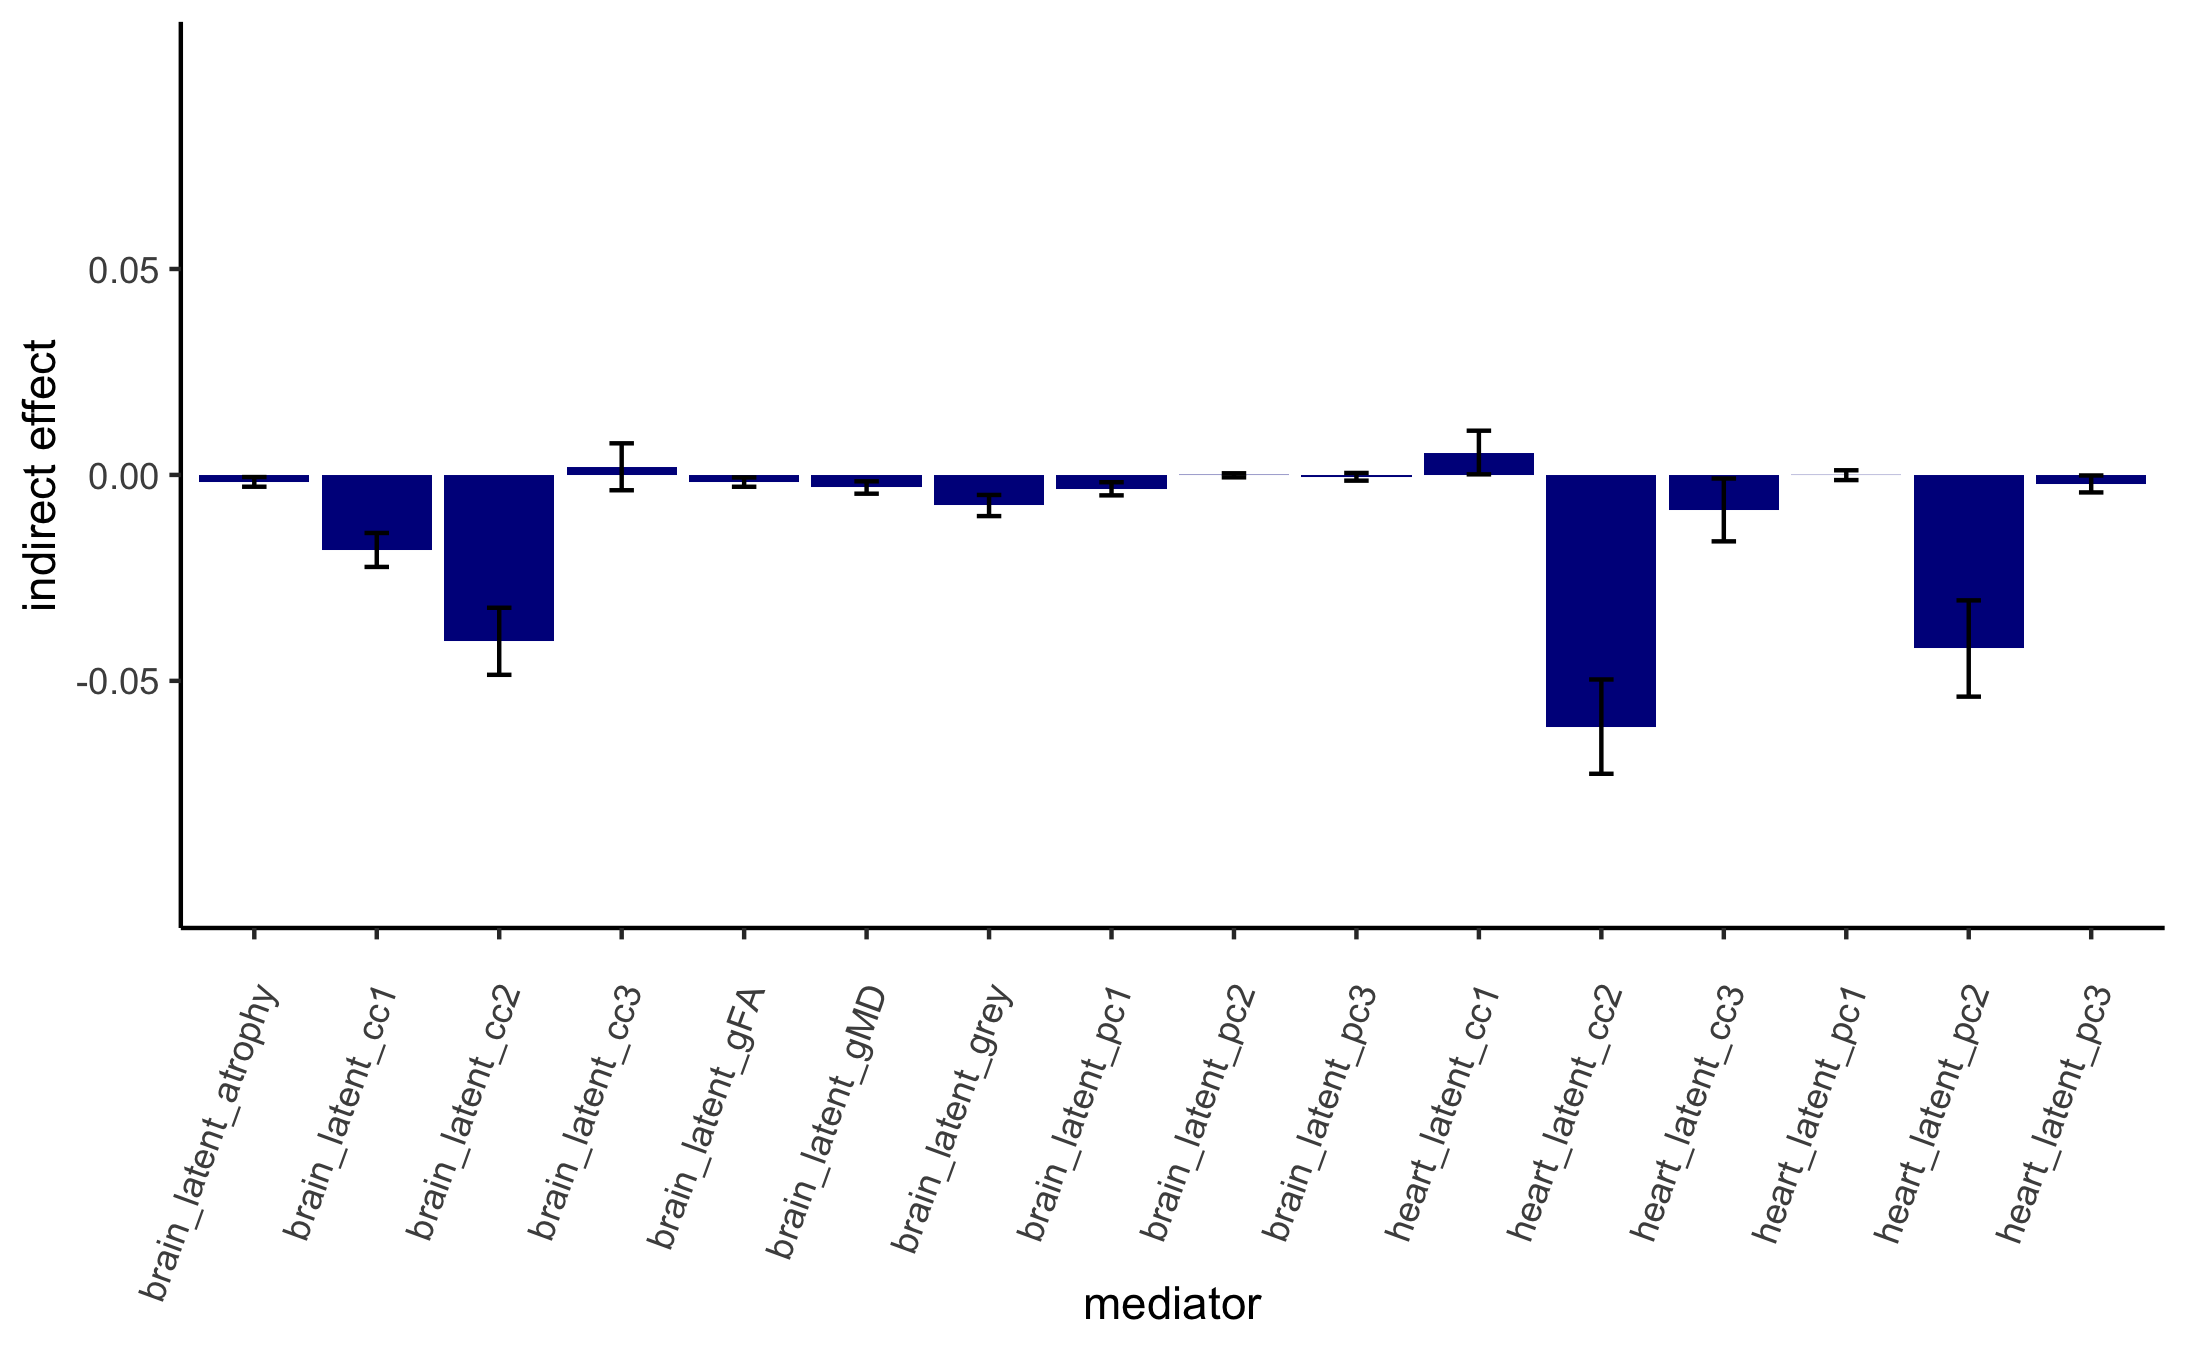 indirect effect
0.05
0.00
-0.05
brain_latent_atrophy
brain_latent_cc1
brain_latent_cc2
brain_latent_cc3
brain_latent_gFA
brain_latent_gMD
brain_latent_grey
brain_latent_pc1
brain_latent_pc2
brain_latent_pc3
heart_latent_cc1
heart_latent_cc2
heart_latent_cc3
heart_latent_pc1
heart_latent_pc2
heart_latent_pc3
mediator